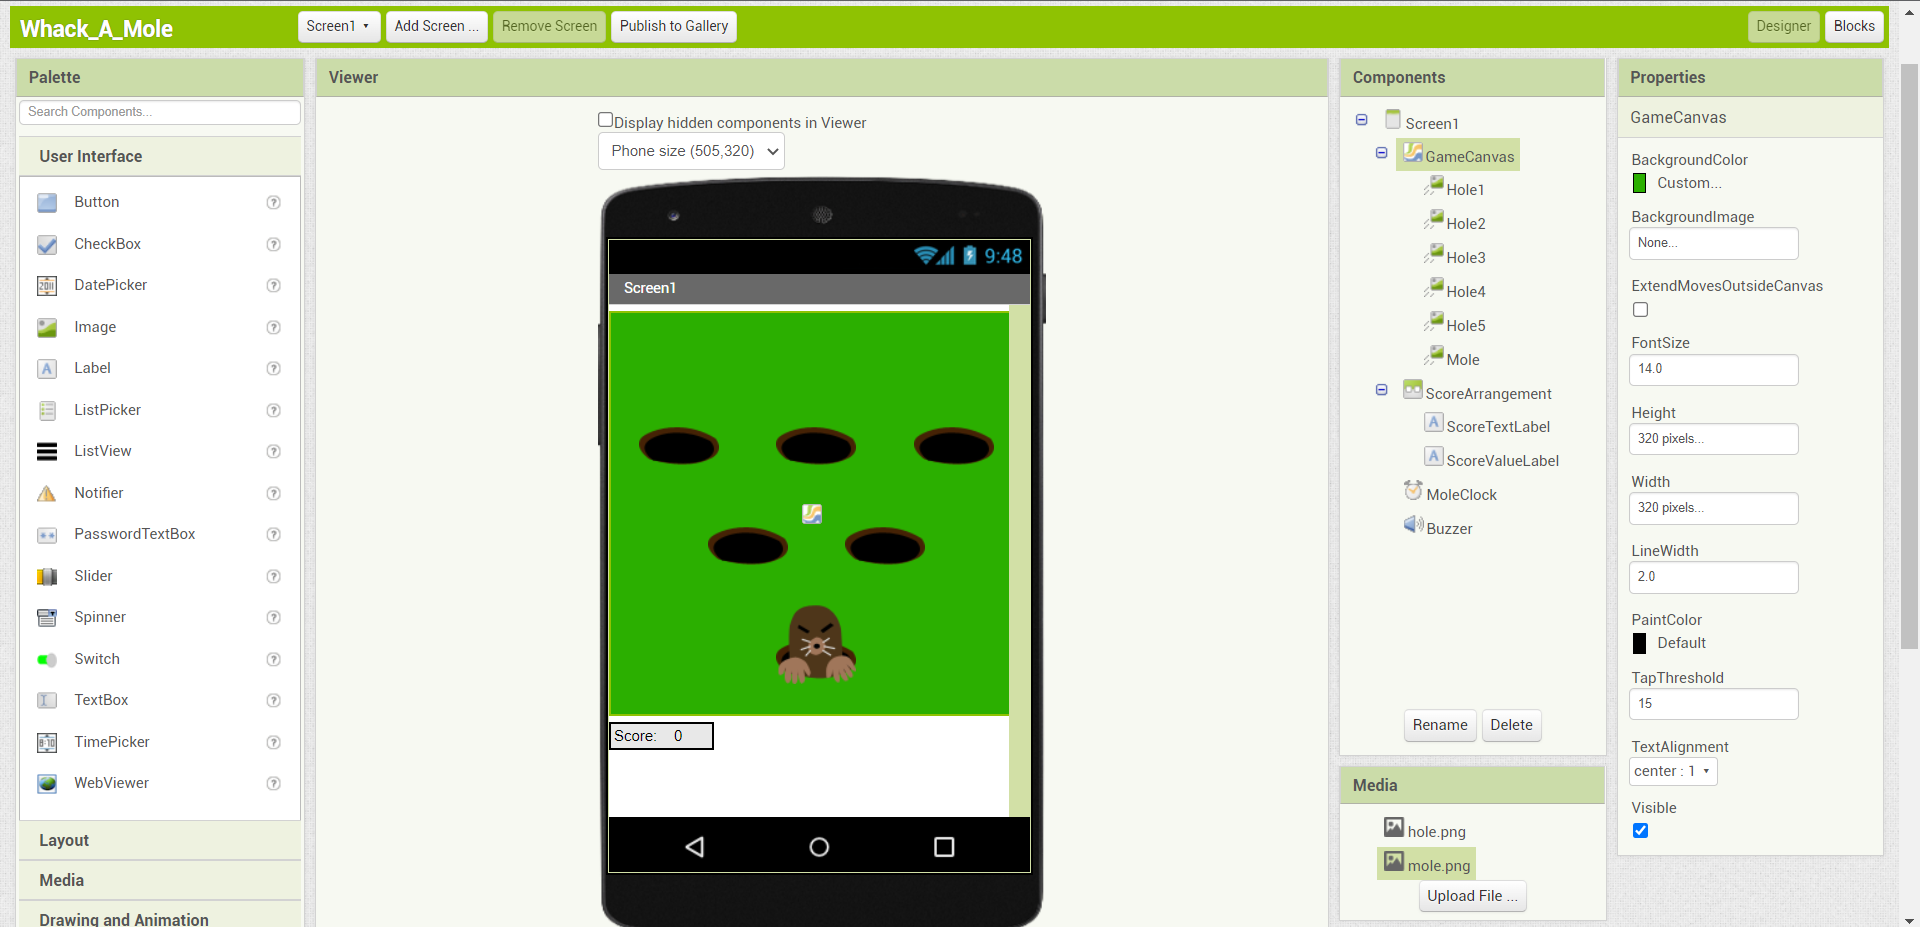 Whack_A_Mole
Screen1
Add Screen ...
Remove Screen
Publish to Gallery
Designer
Blocks
Palette
Search Components...
User Interface
Button
?
CheckBox
?
DatePicker
?
Image
?
Label
?
ListPicker
?
ListView
?
Notifier
?
PasswordTextBox
?
Slider
?
Spinner
?
Switch
?
TextBox
?
TimePicker
?
WebViewer
?
Layout
Media
Drawing and Animation
Viewer
Display hidden components in Viewer
Phone size (505,320)
9:48
Screen1
Score: 0
Components
Screen1
GameCanvas
Hole1
Hole2
Hole3
Hole4
Hole5
Mole
ScoreArrangement
A ScoreTextLabel
A ScoreValueLabel
MoleClock
Buzzer
Rename
Delete
Media
hole.png
mole.png
Upload File ...
Properties
GameCanvas
BackgroundColor
Custom...
BackgroundImage
None...
ExtendMovesOutsideCanvas
FontSize
14.0
Height
320 pixels...
Width
320 pixels...
LineWidth
2.0
PaintColor
Default
TapThreshold
15
TextAlignment
center : 1
Visible